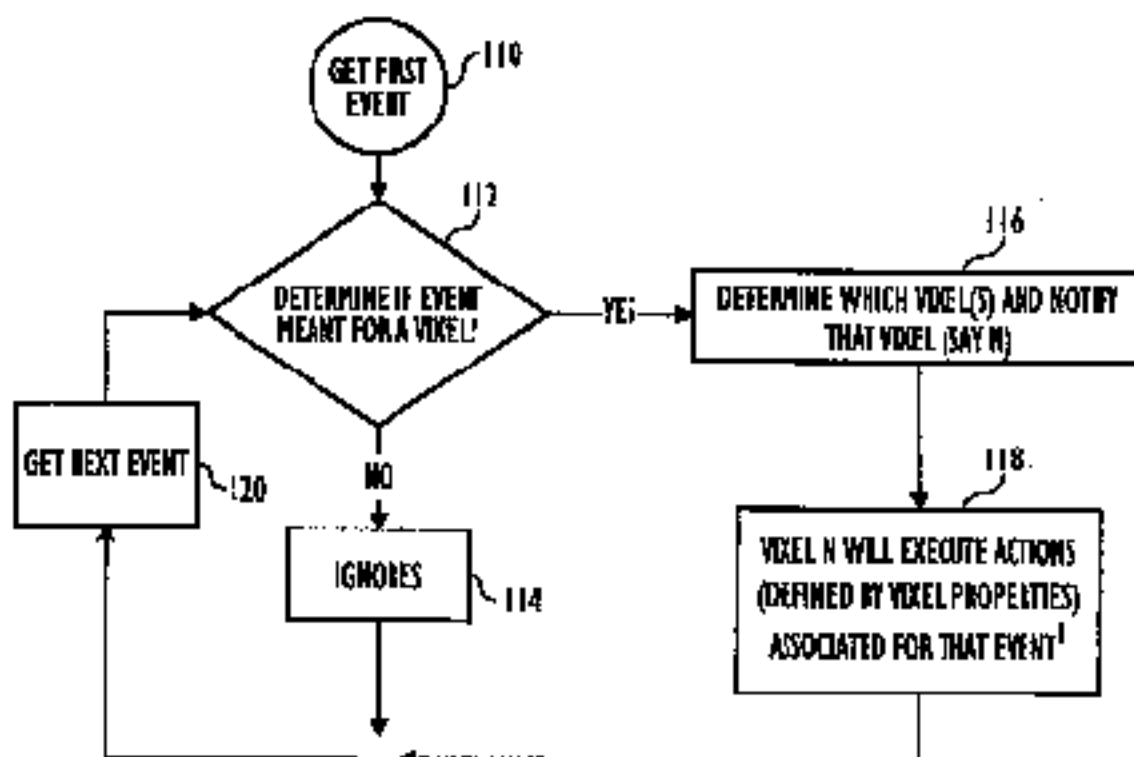 GET FIRST
EVENT
110
112
DETERMINE IF EVENT
MEANT FOR A VIXEL?
YES
116
DETERMINE WHICH VIXEL(S) AND NOTIFY
THAT VIXEL (SAY N)
GET NEXT EVENT
120
NO
IGNORES
114
118
VIXEL N WILL EXECUTE ACTIONS
(DEFINED BY VIXEL PROPERTIES)
ASSOCIATED FOR THAT EVENT¹